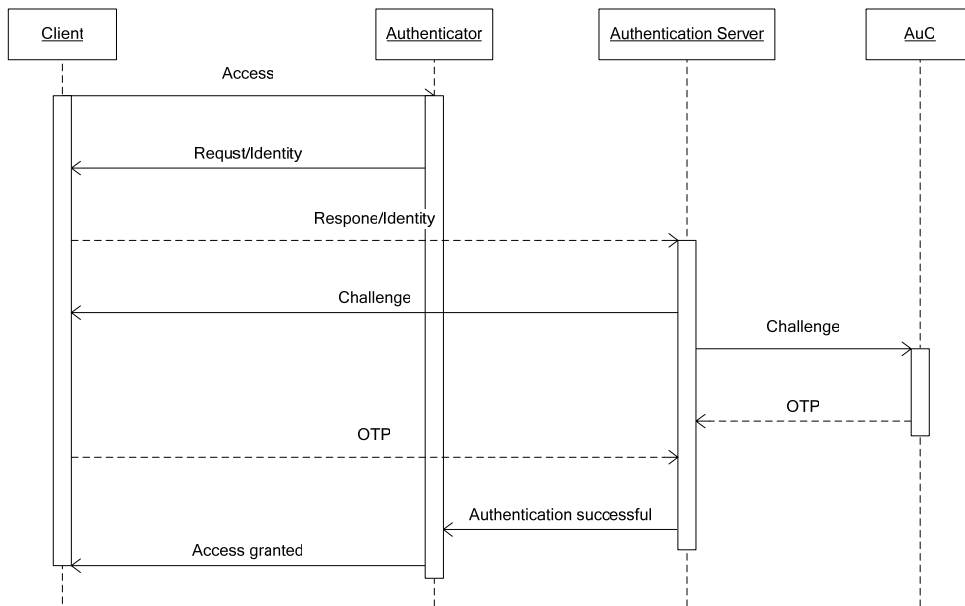 Client
Authenticator
Authentication Server
AuC
Access
Requst/Identity
Respone/Identity
Challenge
Challenge
OTP
OTP
Authentication successful
Access granted